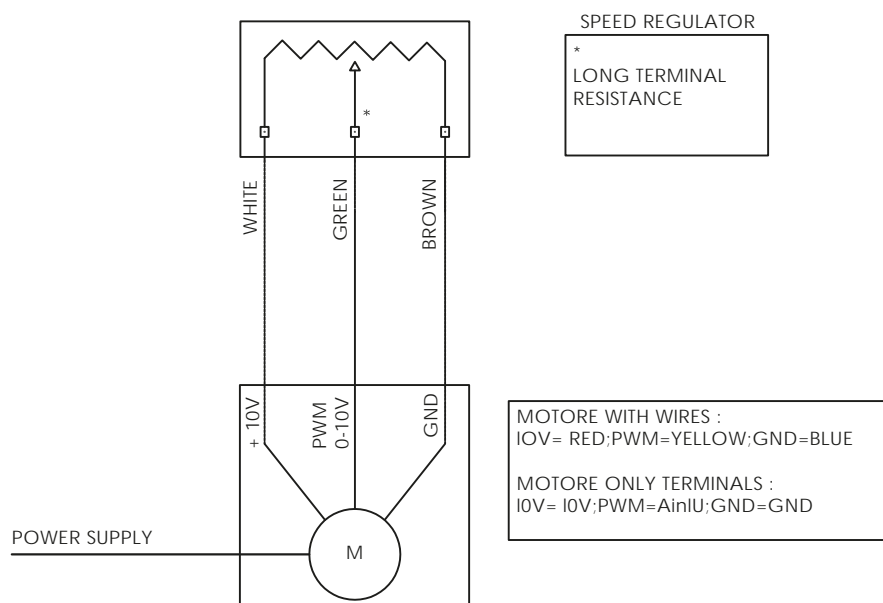 SPEED REGULATOR
*
LONG TERMINAL
RESISTANCE
*
WHITE
GREEN
BROWN
+ 10V
PWM
0-10V
GND
MOTORE WITH WIRES :
IOV= RED;PWM=YELLOW;GND=BLUE
MOTORE ONLY TERMINALS :
I0V= I0V;PWM=AinIU;GND=GND
POWER SUPPLY
M